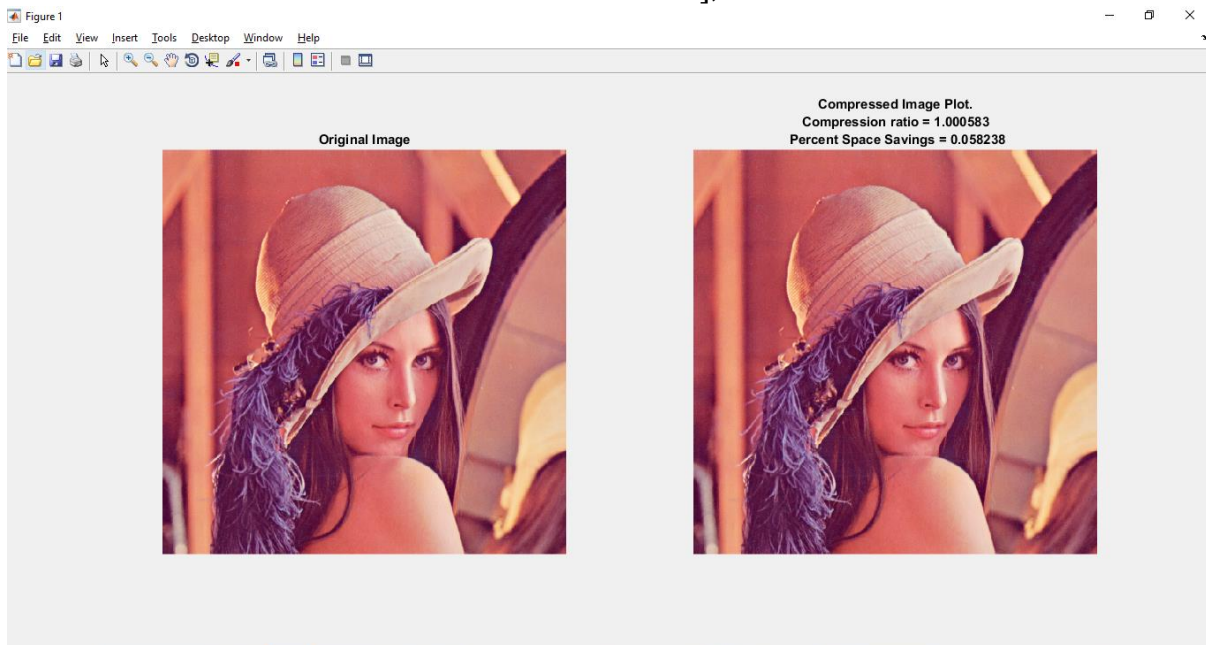 ],
Figure 1
File Edit View Insert Tools Desktop Window Help
Original Image
Compressed Image Plot.
Compression ratio = 1.000583
Percent Space Savings = 0.058238